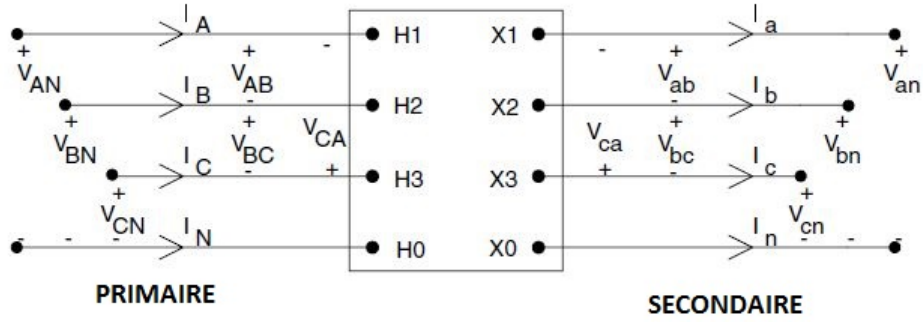 I A H1 X1 I a
+ + - - + +
V AN V AB V ab V an
I B H2 X2 I b
+ - + V CA V ca - + +
V BN V BC V bc V bn
I C H3 X3 I c
+ - + + - +
V CN V cn
- - - I N H0 X0 I n - - -
PRIMAIRE SECONDAIRE